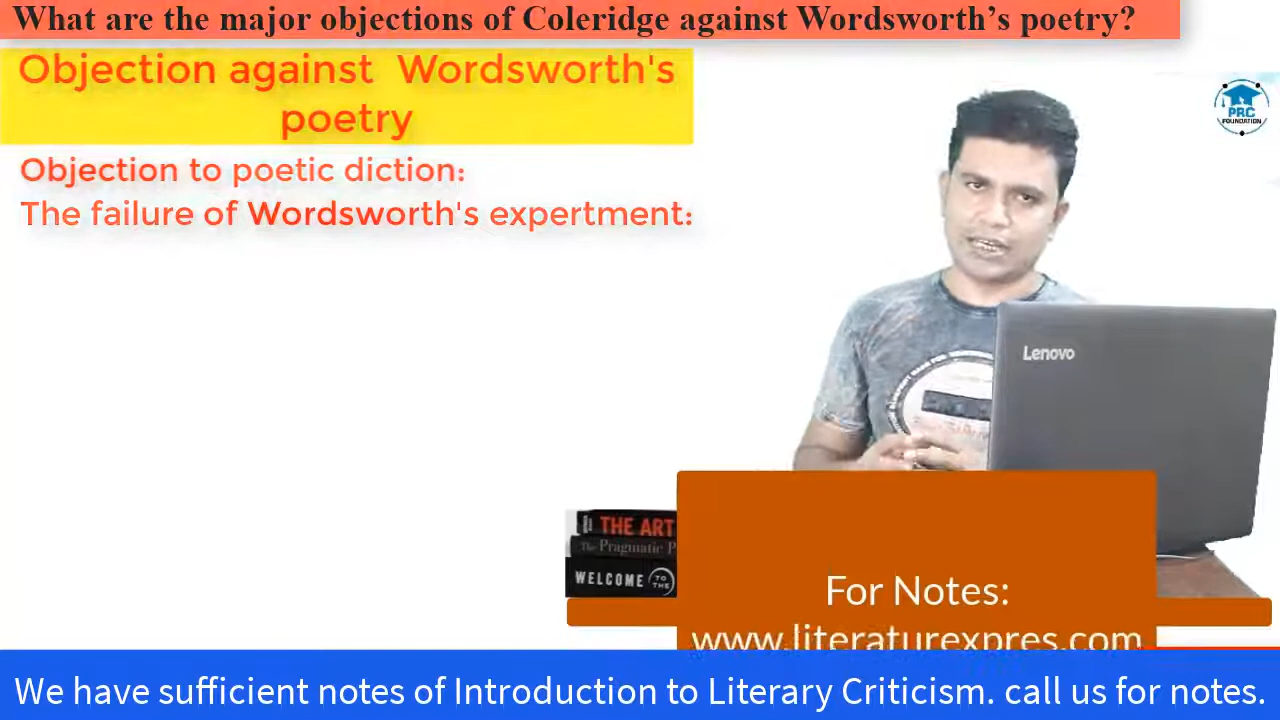 What are the major objections of Coleridge against Wordsworth’s poetry?
Objection against Wordsworth's
poetry
Objection to poetic diction:
The failure of Wordsworth's expertment:
PRC
FOUNDATION
Lenovo
THE ART
The Pragmatic P
WELCOME TO THE
For Notes:
www.literaturexpres.com
We have sufficient notes of Introduction to Literary Criticism. call us for notes.